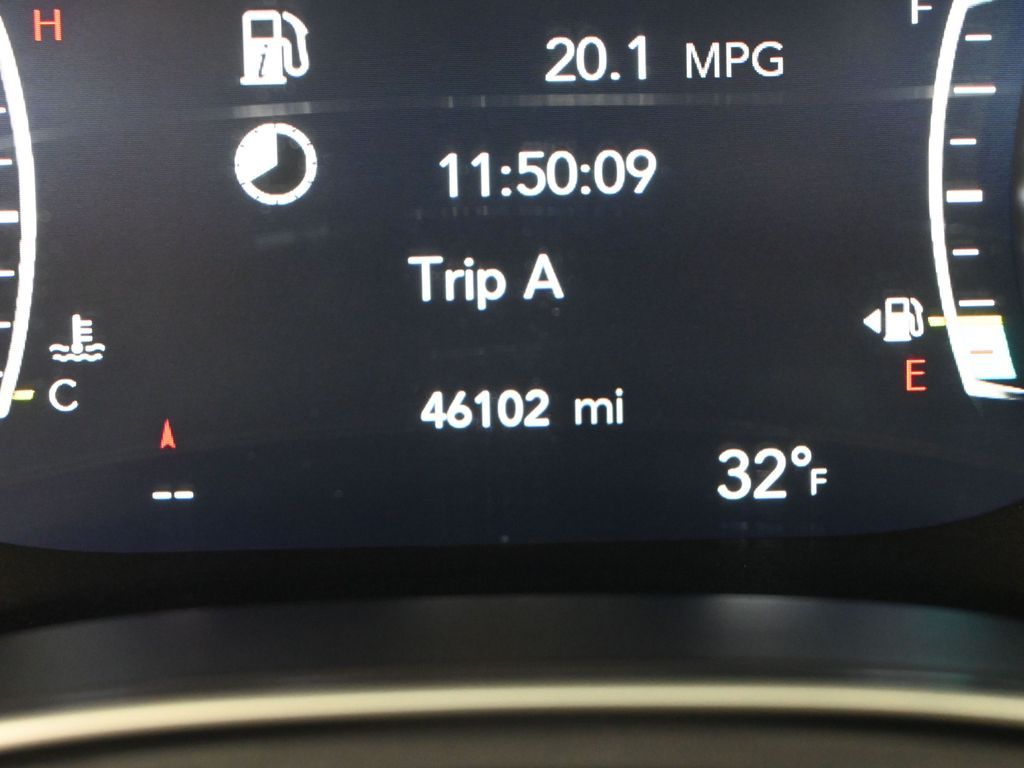 H
F
20.1 MPG
11:50:09
Trip A
E
C
46102 mi
32°F
--